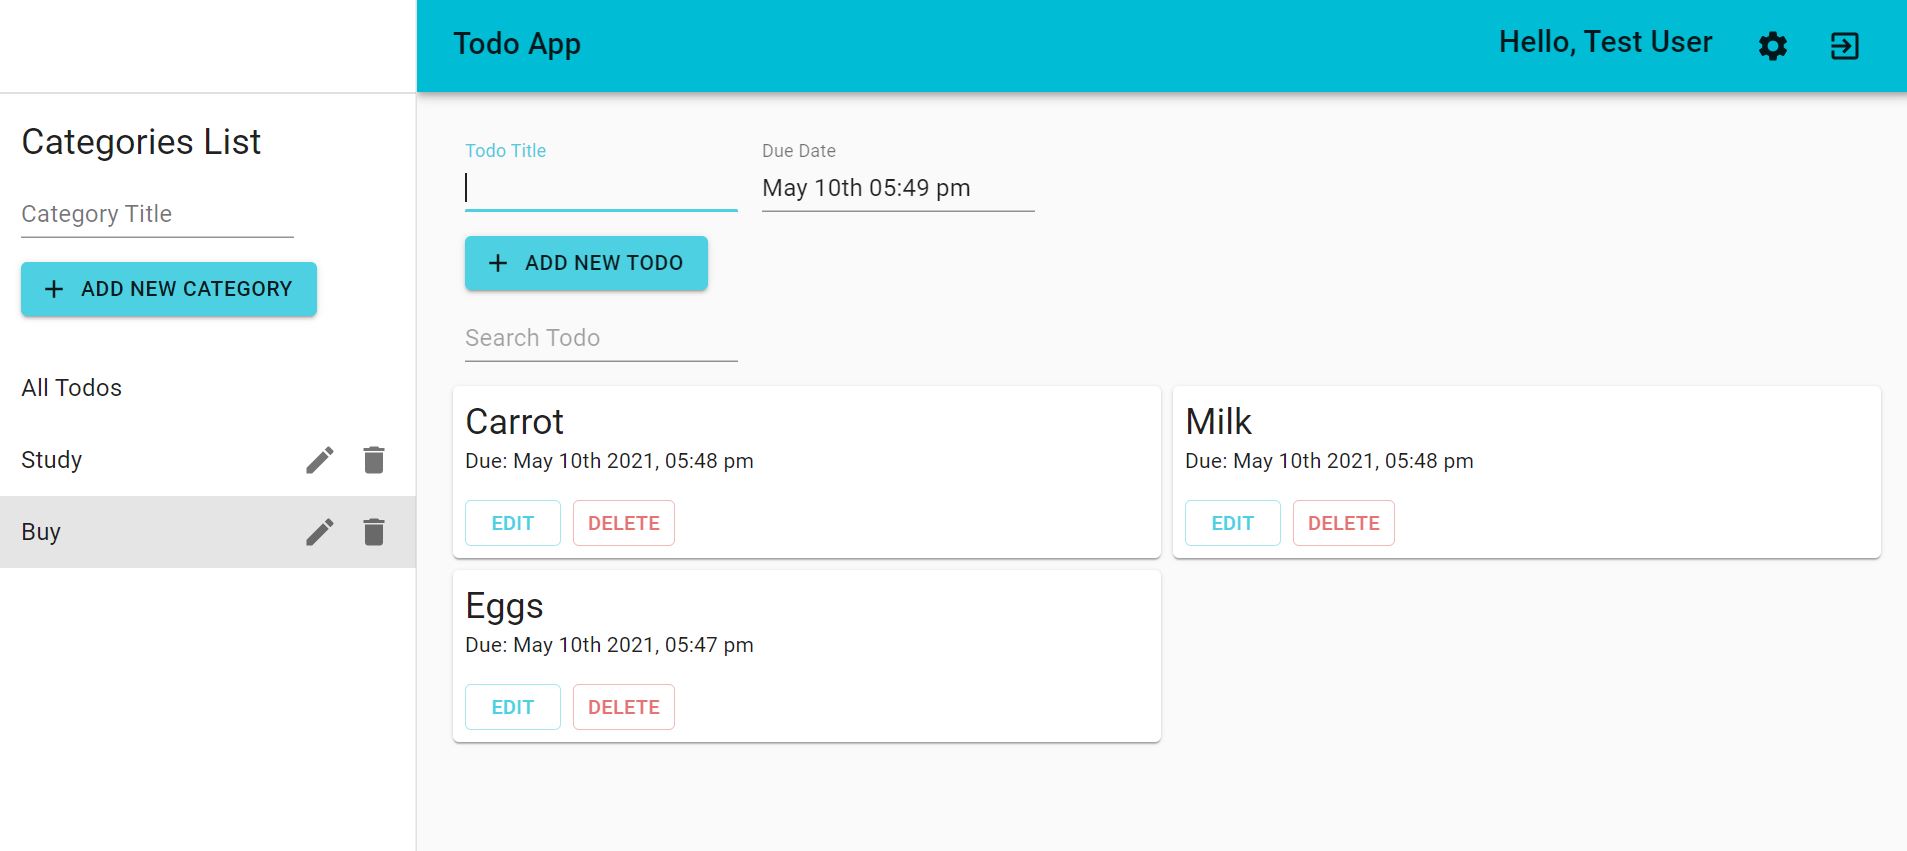 Todo App
Hello, Test User
Categories List
Category Title
ADD NEW CATEGORY
All Todos
Study
Buy
Todo Title
Due Date
May 10th 05:49 pm
ADD NEW TODO
Search Todo
Carrot
Due: May 10th 2021, 05:48 pm
EDIT DELETE
Milk
Due: May 10th 2021, 05:48 pm
EDIT DELETE
Eggs
Due: May 10th 2021, 05:47 pm
EDIT DELETE